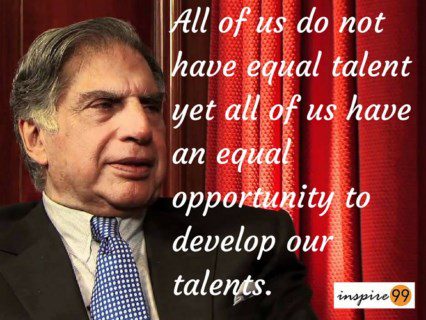 All of us do not
have equal talent
yet all of us have
an equal
opportunity to
develop our
talents.
inspire99